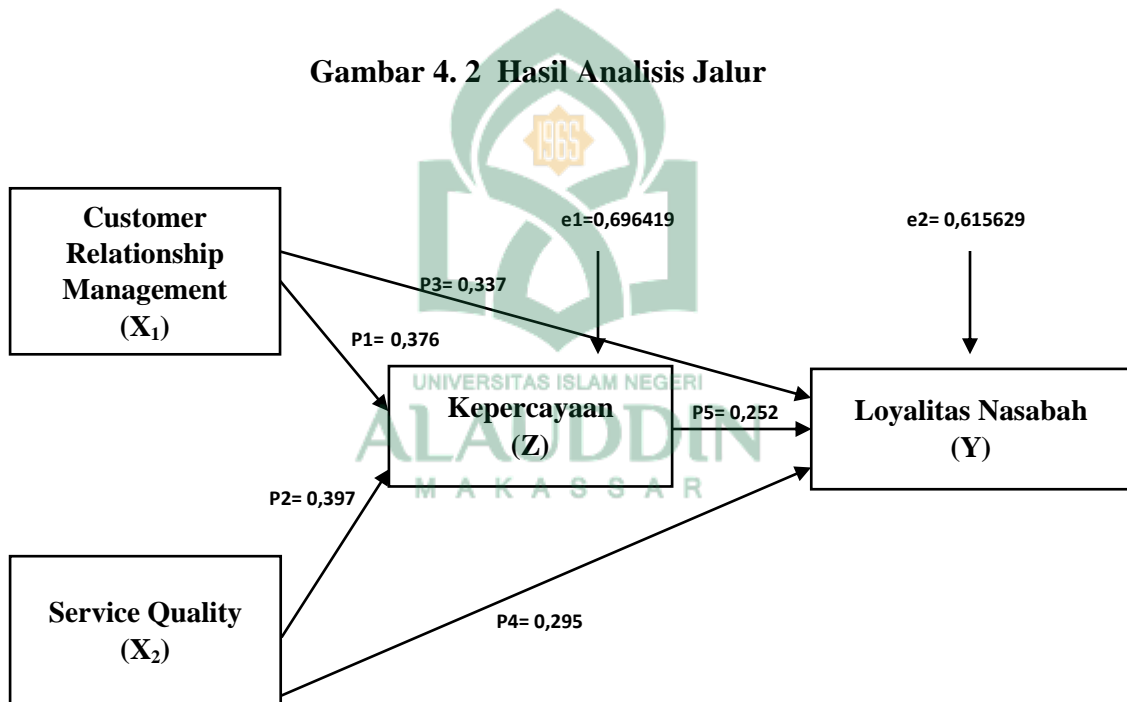 Gambar 4. 2 Hasil Analisis Jalur
1965
Customer
Relationship
Management
(X₁)
e1=0,696419
e2= 0,615629
P3= 0,337
P1= 0,376
UNIVERSITAS ISLAM NEGERI
ALAUDDIN
MAKASSAR
Kepercayaan
(Z)
P5= 0,252
Loyalitas Nasabah
(Y)
P2= 0,397
Service Quality
(X₂)
P4= 0,295